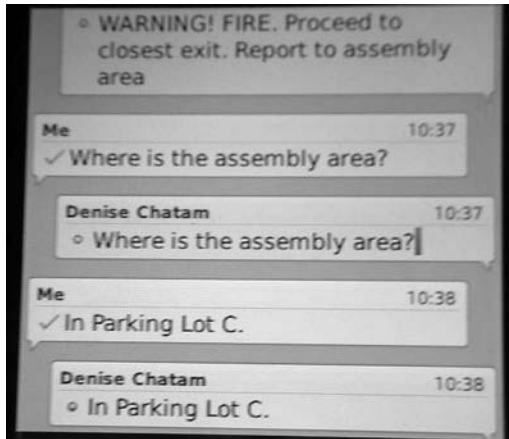 ◦ WARNING! FIRE. Proceed to
closest exit. Report to assembly
area
Me 10:37
✓ Where is the assembly area?
Denise Chatam 10:37
◦ Where is the assembly area?
Me 10:38
✓ In Parking Lot C.
Denise Chatam 10:38
◦ In Parking Lot C.